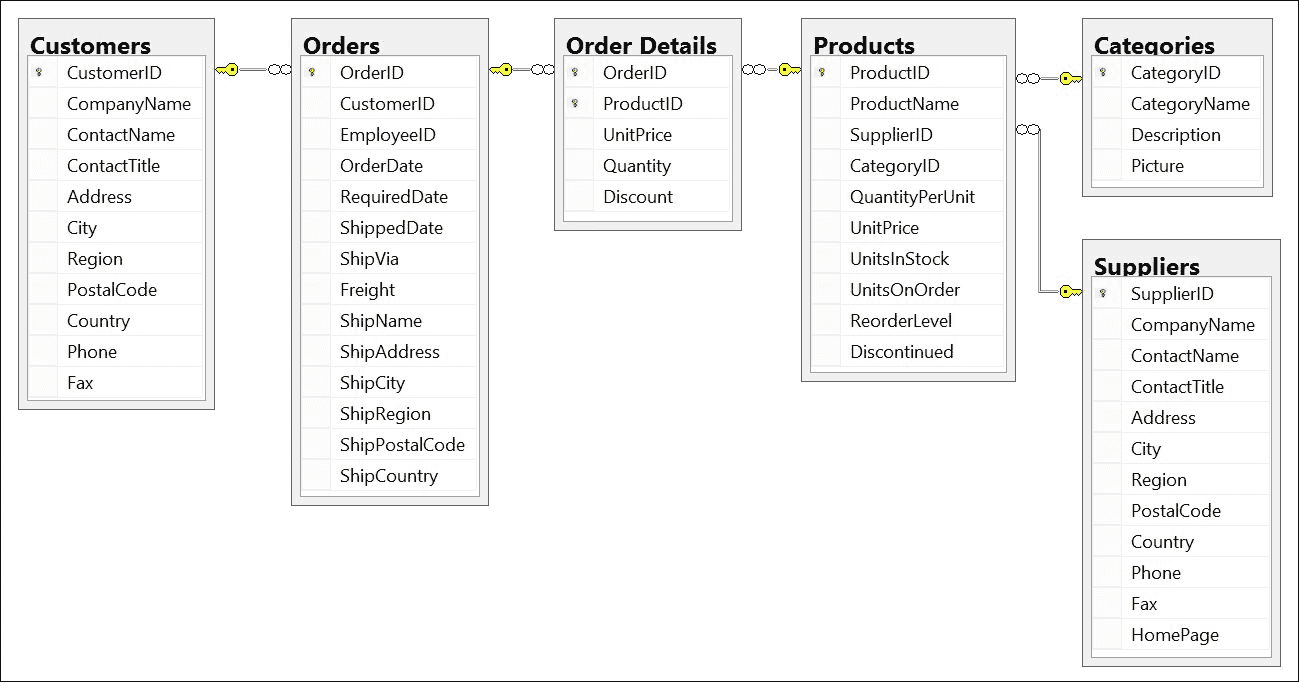 Customers
CustomerID
CompanyName
ContactName
ContactTitle
Address
City
Region
PostalCode
Country
Phone
Fax
Orders
OrderID
CustomerID
EmployeeID
OrderDate
RequiredDate
ShippedDate
ShipVia
Freight
ShipName
ShipAddress
ShipCity
ShipRegion
ShipPostalCode
ShipCountry
Order Details
OrderID
ProductID
UnitPrice
Quantity
Discount
Products
ProductID
ProductName
SupplierID
CategoryID
QuantityPerUnit
UnitPrice
UnitsInStock
UnitsOnOrder
ReorderLevel
Discontinued
Categories
CategoryID
CategoryName
Description
Picture
Suppliers
SupplierID
CompanyName
ContactName
ContactTitle
Address
City
Region
PostalCode
Country
Phone
Fax
HomePage